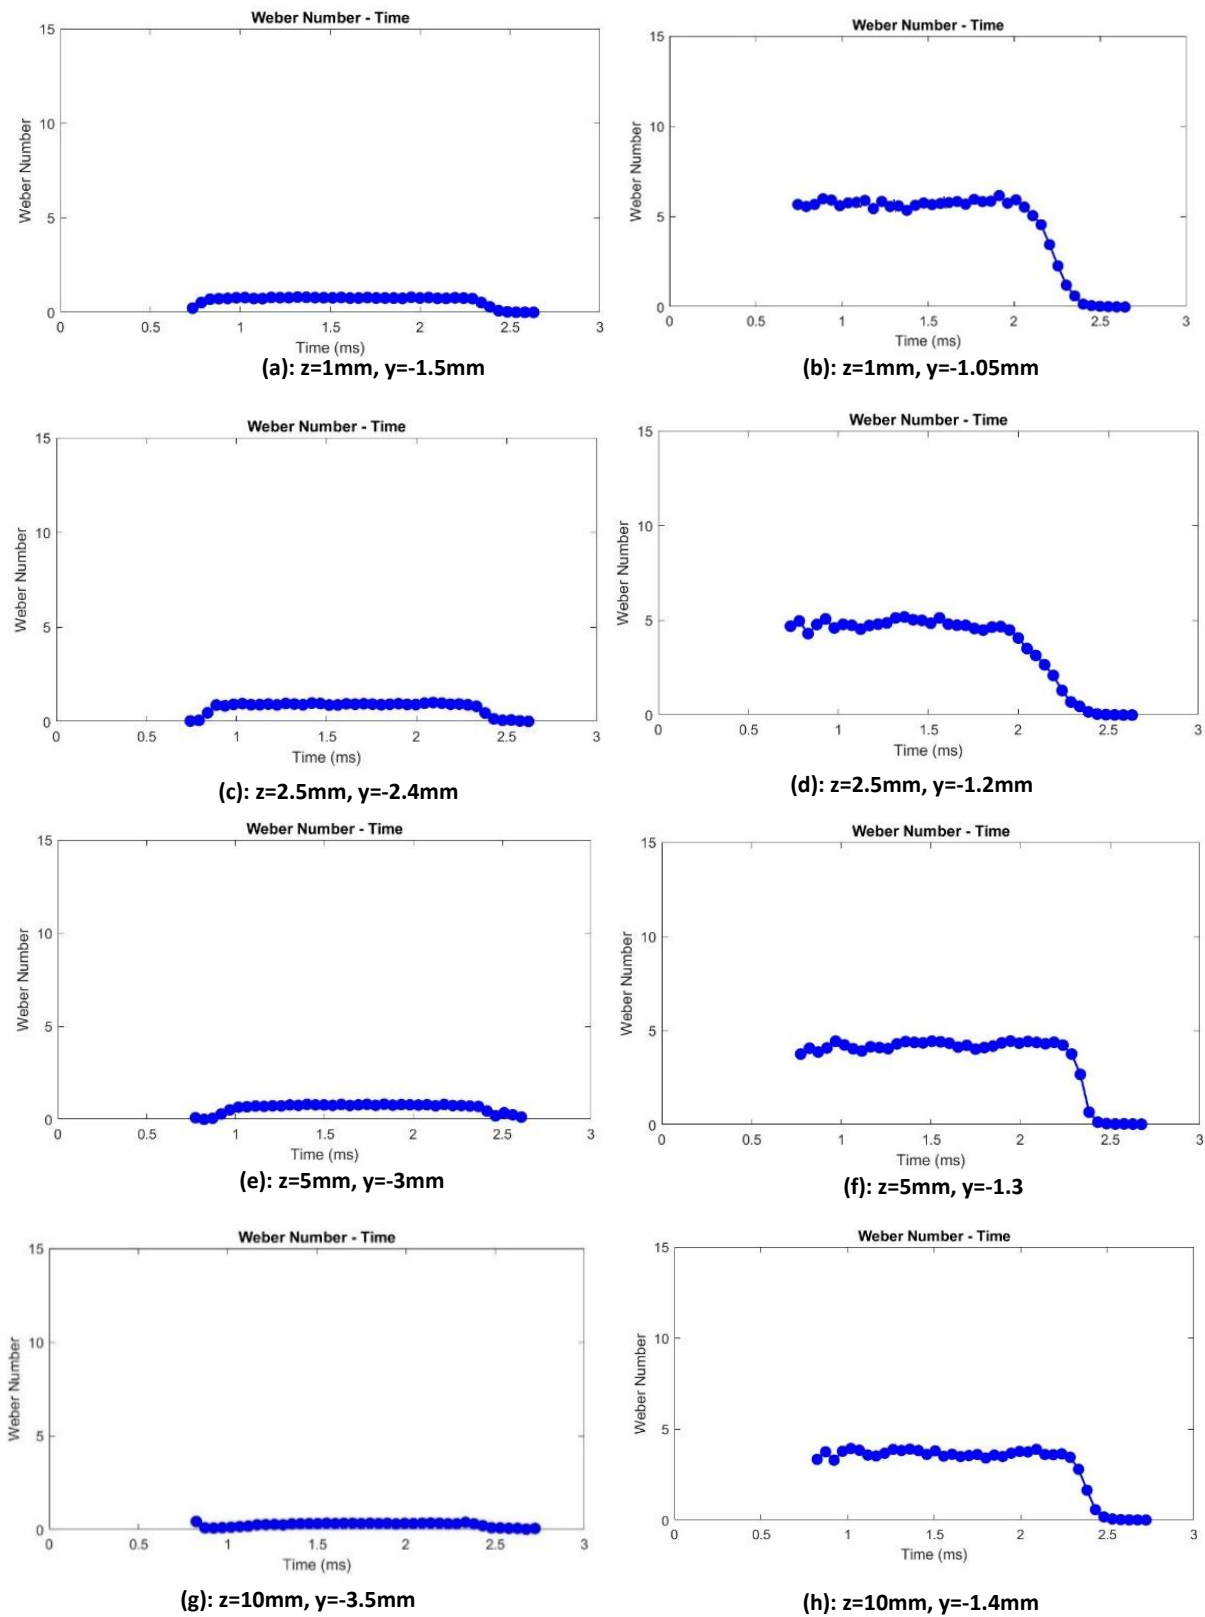 Weber Number - Time
15
10
5
0
Weber Number
0 0.5 1 1.5 2 2.5 3
Time (ms)
(a): z=1mm, y=-1.5mm
Weber Number - Time
15
10
5
0
Weber Number
0 0.5 1 1.5 2 2.5 3
Time (ms)
(b): z=1mm, y=-1.05mm
Weber Number - Time
15
10
5
0
Weber Number
0 0.5 1 1.5 2 2.5 3
Time (ms)
(c): z=2.5mm, y=-2.4mm
Weber Number - Time
15
10
5
0
Weber Number
0 0.5 1 1.5 2 2.5 3
Time (ms)
(d): z=2.5mm, y=-1.2mm
Weber Number - Time
15
10
5
0
Weber Number
0 0.5 1 1.5 2 2.5 3
Time (ms)
(e): z=5mm, y=-3mm
Weber Number - Time
15
10
5
0
Weber Number
0 0.5 1 1.5 2 2.5 3
Time (ms)
(f): z=5mm, y=-1.3
Weber Number - Time
15
10
5
0
Weber Number
0 0.5 1 1.5 2 2.5 3
Time (ms)
(g): z=10mm, y=-3.5mm
Weber Number - Time
15
10
5
0
Weber Number
0 0.5 1 1.5 2 2.5 3
Time (ms)
(h): z=10mm, y=-1.4mm